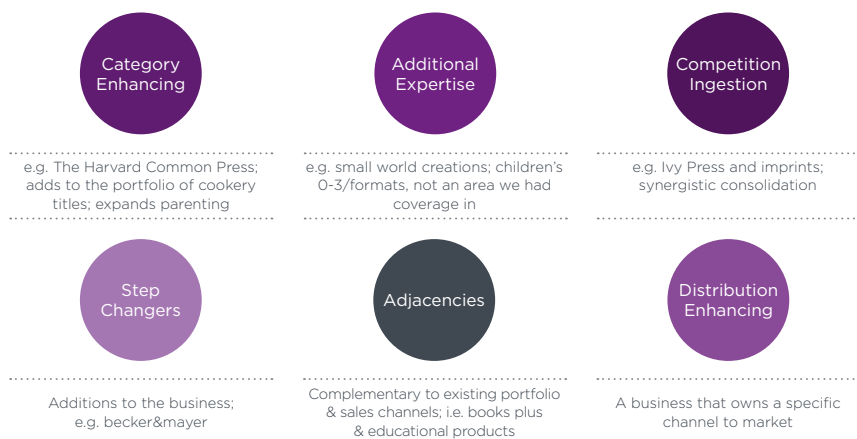 Category
Enhancing
Additional
Expertise
Competition
Ingestion
e.g. The Harvard Common Press;
adds to the portfolio of cookery
titles; expands parenting
e.g. small world creations; children's
0-3/formats, not an area we had
coverage in
e.g. Ivy Press and imprints;
synergistic consolidation
Step
Changers
Adjacencies
Distribution
Enhancing
Additions to the business;
e.g. becker&mayer
Complementary to existing portfolio
& sales channels; i.e. books plus
& educational products
A business that owns a specific
channel to market